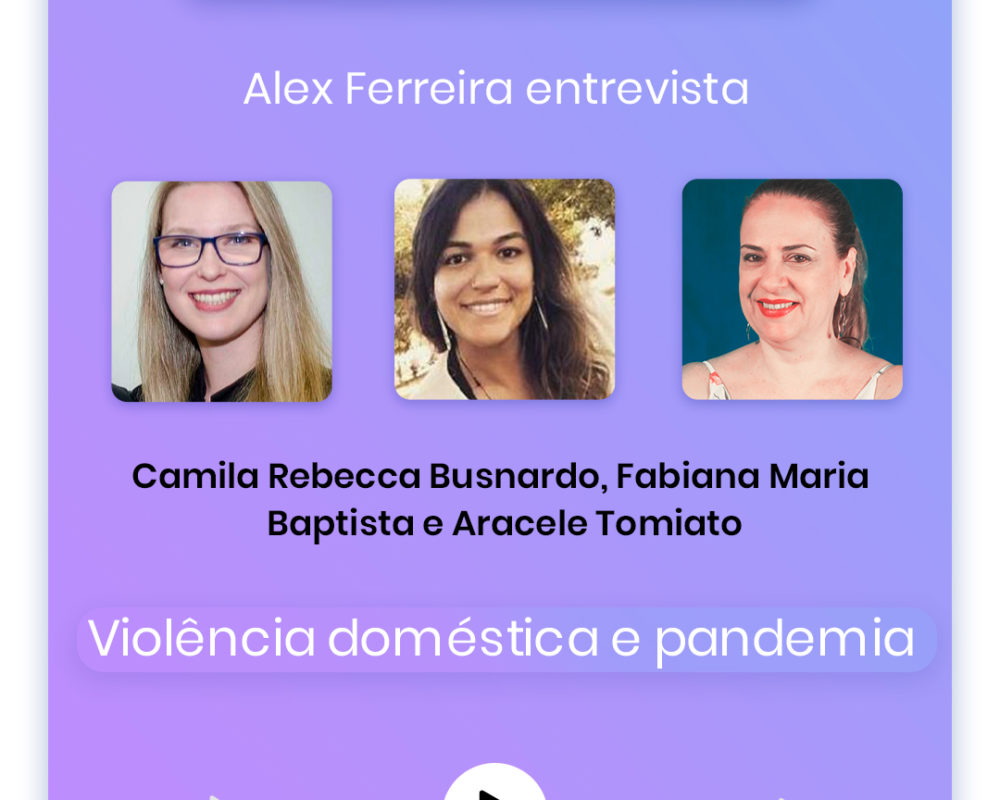 Alex Ferreira entrevista
Camila Rebecca Busnardo, Fabiana Maria
Baptista e Aracele Tomiato
Violência doméstica e pandemia